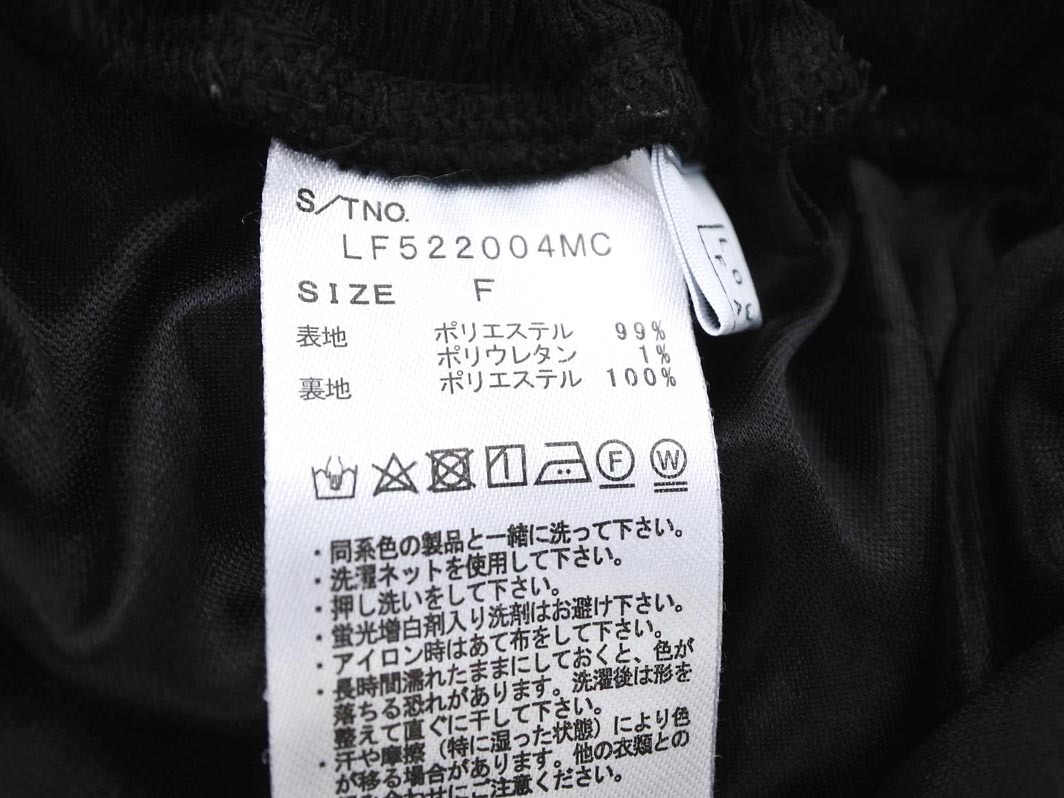 S/TNO.
LF522004MC
SIZE F
表地 ポリエステル 99%
ポリウレタン 1%
裏地 ポリエステル 100%
F W
・同系色の製品と一緒に洗って下さい。
・洗濯ネットを使用して下さい。
・押し洗いをして下さい。
・蛍光増白剤入り洗剤はお避け下さい。
・アイロン時はあて布をして下さい。
・長時間濡れたままにしておくと、色が
落ちる恐れがあります。洗濯後は形を
整えて直ぐに干して下さい。
・汗や摩擦（特に湿った状態）により色
が移る場合があります。他の衣類との
にご注意ください。